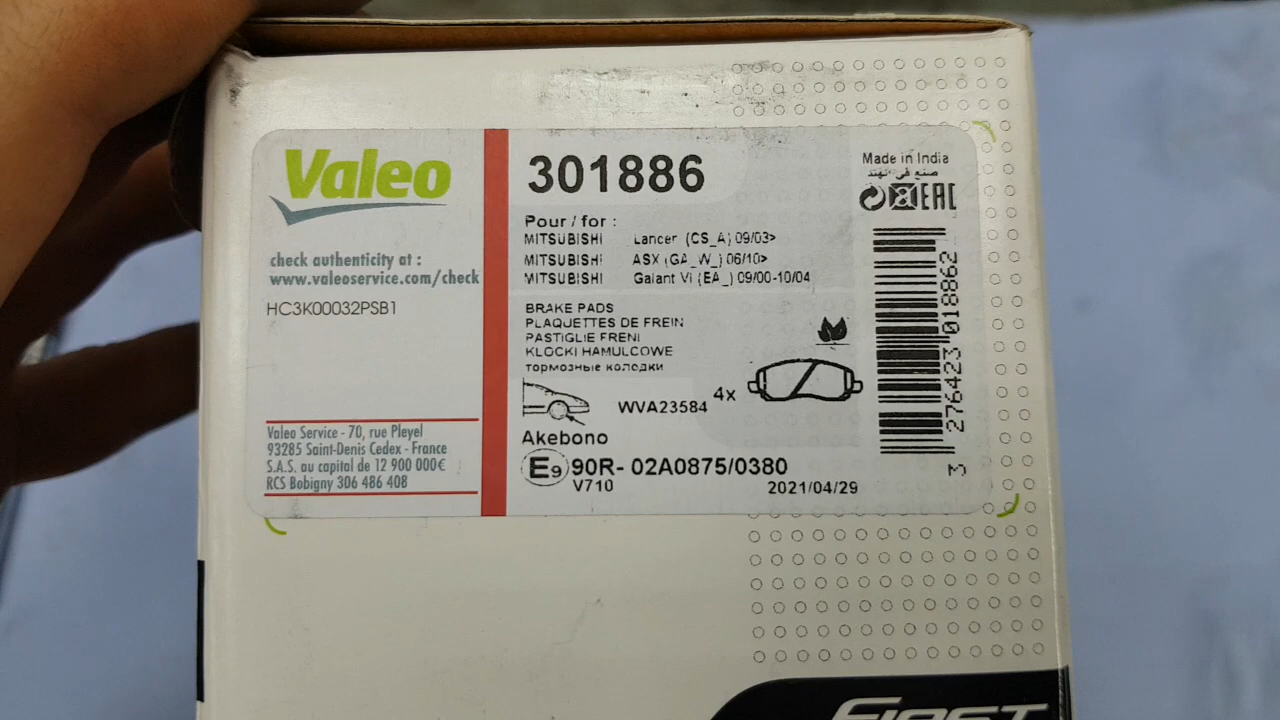 Valeo
check authenticity at :
www.valeoservice.com/check
HC3K00032PSB1
Valeo Service - 70, rue Pleyel
93285 Saint-Denis Cedex - France
S.A.S. au capital de 12 900 000€
RCS Bobigny 306 486 408
301886
Pour / for :
MITSUBISHI Lancer (CS_A) 09/03>
MITSUBISHI ASX (GA_W_) 06/10>
MITSUBISHI Galant VI (EA_) 09/00-10/04
BRAKE PADS
PLAQUETTES DE FREIN
PASTIGLIE FRENI
KLOCKI HAMULCOWE
тормозные колодки
WVA23584 4x
Akebono
E9 90R- 02A0875/0380
V710 2021/04/29
Made in India
صنع في
EAC
3 276423 018862
FIRST